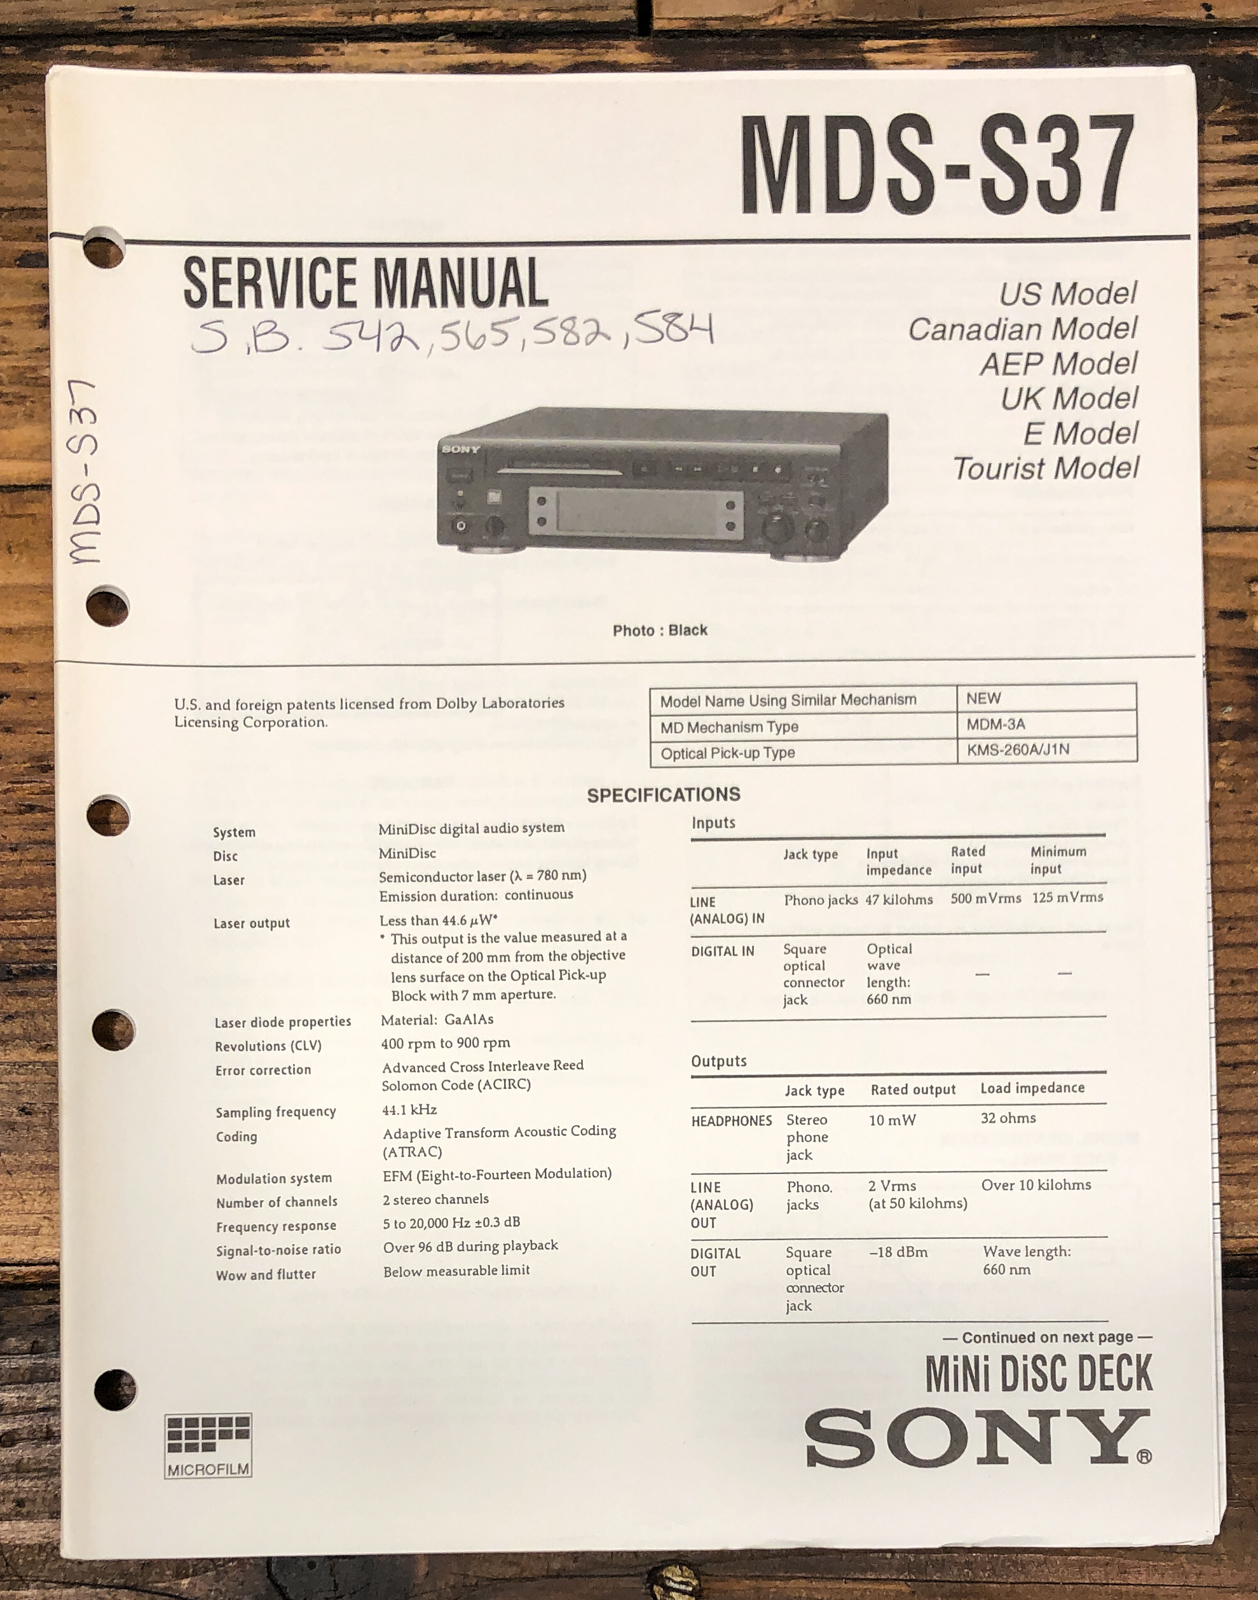 MDS-S37
SERVICE MANUAL
S.B. 542, 565, 582, 584
MDS-S37
US Model
Canadian Model
AEP Model
UK Model
E Model
Tourist Model
SONY
Photo : Black
U.S. and foreign patents licensed from Dolby Laboratories
Licensing Corporation.
Model Name Using Similar Mechanism NEW
MD Mechanism Type MDM-3A
Optical Pick-up Type KMS-260A/J1N
SPECIFICATIONS
System MiniDisc digital audio system
Disc MiniDisc
Laser Semiconductor laser (λ = 780 nm)
Emission duration: continuous
Laser output Less than 44.6 μW*
* This output is the value measured at a
distance of 200 mm from the objective
lens surface on the Optical Pick-up
Block with 7 mm aperture.
Laser diode properties Material: GaAlAs
Revolutions (CLV) 400 rpm to 900 rpm
Error correction Advanced Cross Interleave Reed
Solomon Code (ACIRC)
Sampling frequency 44.1 kHz
Coding Adaptive Transform Acoustic Coding
(ATRAC)
Modulation system EFM (Eight-to-Fourteen Modulation)
Number of channels 2 stereo channels
Frequency response 5 to 20,000 Hz ±0.3 dB
Signal-to-noise ratio Over 96 dB during playback
Wow and flutter Below measurable limit
Inputs
Jack type Input Rated Minimum
impedance input input
LINE Phono jacks 47 kilohms 500 mVrms 125 mVrms
(ANALOG) IN
DIGITAL IN Square Optical
optical wave — —
connector length:
jack 660 nm
Outputs
Jack type Rated output Load impedance
HEADPHONES Stereo 10 mW 32 ohms
phone
jack
LINE Phono. 2 Vrms Over 10 kilohms
(ANALOG) jacks (at 50 kilohms)
OUT
DIGITAL Square –18 dBm Wave length:
OUT optical 660 nm
connector
jack
— Continued on next page —
MiNi DiSC DECK
SONY®
MICROFILM